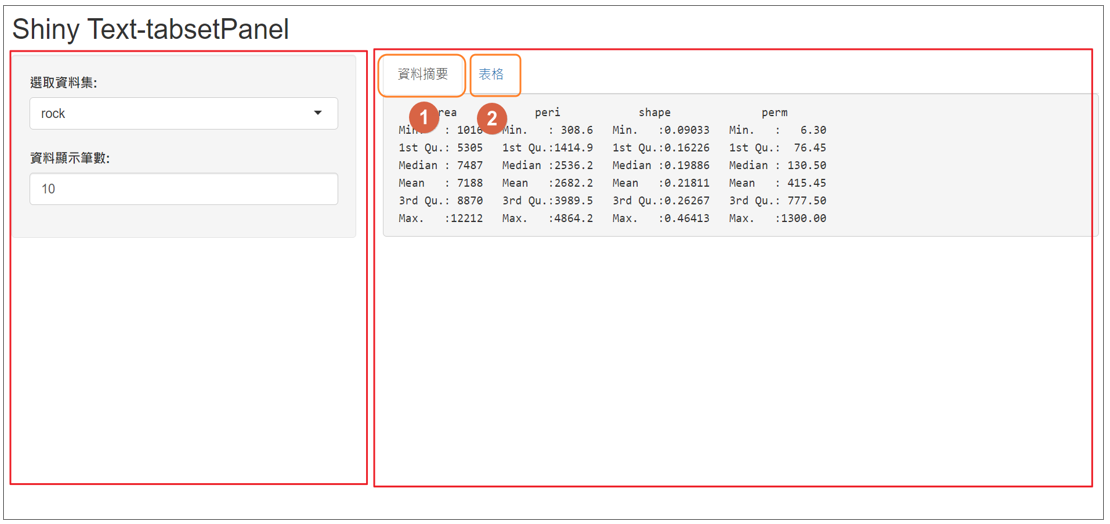 Shiny Text-tabsetPanel
選取資料集:
rock
資料顯示筆數:
10
資料摘要 表格
1 2
rea peri shape perm
Min. : 1016 Min. : 308.6 Min. :0.09033 Min. : 6.30
1st Qu.: 5305 1st Qu.:1414.9 1st Qu.:0.16226 1st Qu.: 76.45
Median : 7487 Median :2536.2 Median :0.19886 Median : 130.50
Mean : 7188 Mean :2682.2 Mean :0.21811 Mean : 415.45
3rd Qu.: 8870 3rd Qu.:3989.5 3rd Qu.:0.26267 3rd Qu.: 777.50
Max. :12212 Max. :4864.2 Max. :0.46413 Max. :1300.00